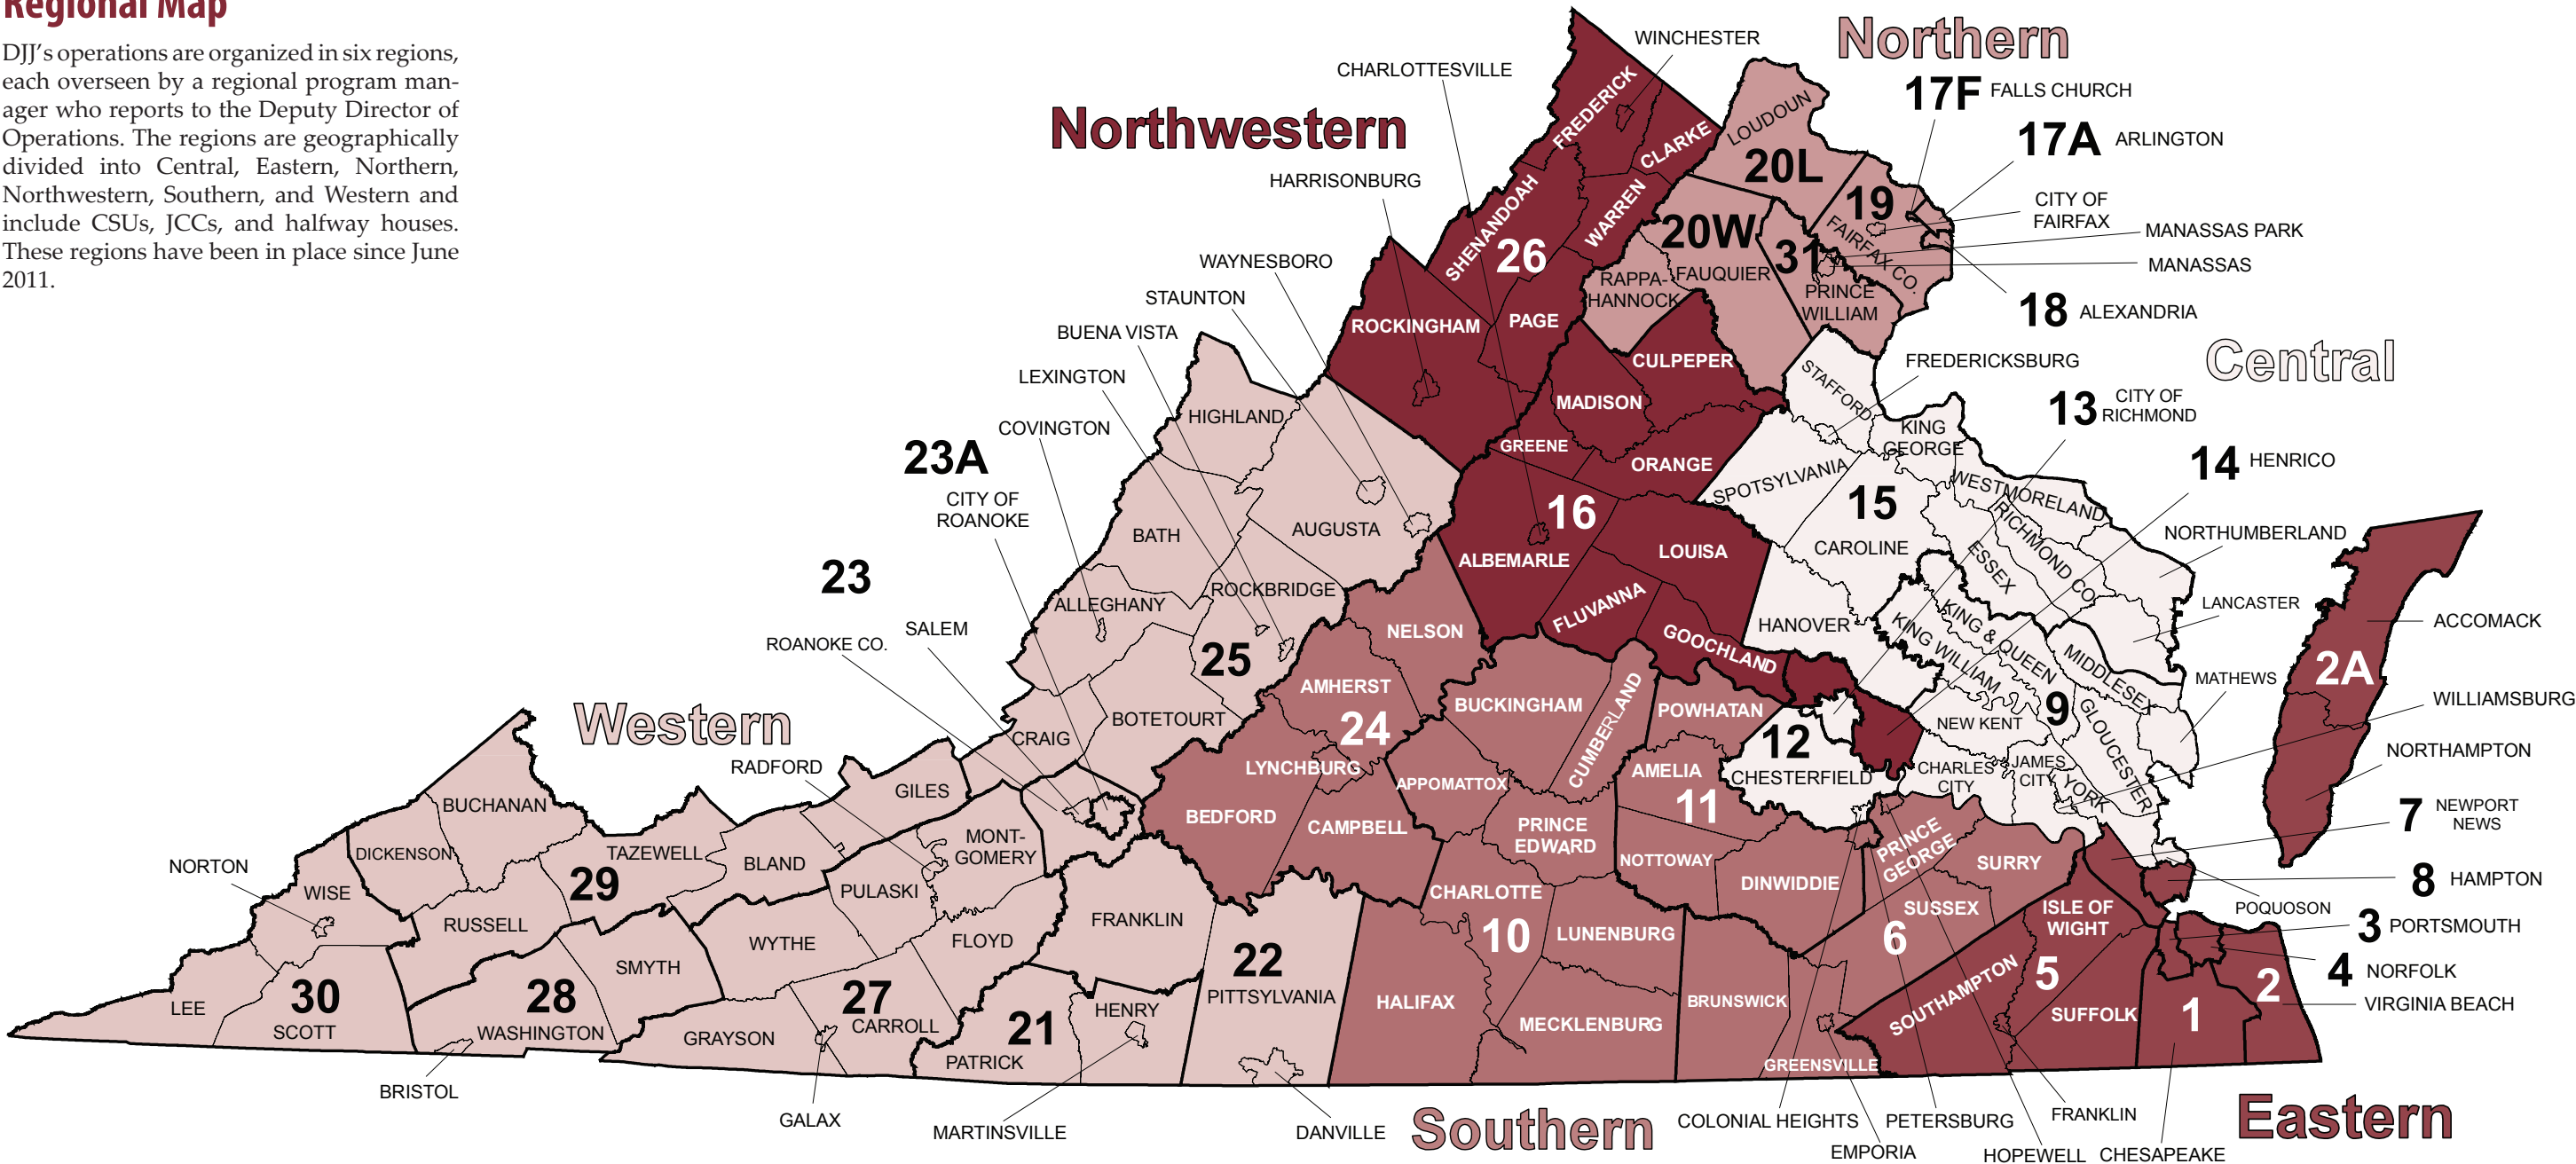 Regional Map
DJJ's operations are organized in six regions,
each overseen by a regional program man-
ager who reports to the Deputy Director of
Operations. The regions are geographically
divided into Central, Eastern, Northern,
Northwestern, Southern, and Western and
include CSUs, JCCs, and halfway houses.
These regions have been in place since June
2011.
Northern
WINCHESTER
CHARLOTTESVILLE
17F FALLS CHURCH
Northwestern
FREDERICK
LOUDOUN
17A ARLINGTON
CLARKE
HARRISONBURG
20L
19
CITY OF
FAIRFAX
SHENANDOAH
WARREN
20W
31
FAIRFAX CO.
MANASSAS PARK
26
WAYNESBORO
MANASSAS
RAPPA-
HANNOCK
FAUQUIER
PRINCE
WILLIAM
STAUNTON
18 ALEXANDRIA
ROCKINGHAM
PAGE
BUENA VISTA
CULPEPER
FREDERICKSBURG
Central
LEXINGTON
STAFFORD
MADISON
13 CITY OF
RICHMOND
HIGHLAND
COVINGTON
GREENE
KING
GEORGE
23A
ORANGE
14 HENRICO
CITY OF
ROANOKE
SPOTSYLVANIA
WESTMORELAND
15
16
AUGUSTA
BATH
RICHMOND CO.
NORTHUMBERLAND
LOUISA
CAROLINE
ALBEMARLE
ESSEX
23
ROCKBRIDGE
ALLEGHANY
FLUVANNA
LANCASTER
ACCOMACK
SALEM
NELSON
HANOVER
KING & QUEEN
KING WILLIAM
ROANOKE CO.
GOOCHLAND
25
MIDDLESEX
2A
MATHEWS
AMHERST
BUCKINGHAM
CUMBERLAND
POWHATAN
WILLIAMSBURG
Western
BOTETOURT
24
9
NEW KENT
GLOUCESTER
CRAIG
12
NORTHAMPTON
RADFORD
LYNCHBURG
APPOMATTOX
AMELIA
CHESTERFIELD
CHARLES
CITY
JAMES
CITY
YORK
GILES
BUCHANAN
11
7 NEWPORT
NEWS
BEDFORD
CAMPBELL
PRINCE
EDWARD
MONT-
GOMERY
PRINCE
GEORGE
DICKENSON
TAZEWELL
BLAND
NOTTOWAY
SURRY
NORTON
WISE
29
PULASKI
CHARLOTTE
DINWIDDIE
8 HAMPTON
POQUOSON
RUSSELL
FRANKLIN
SUSSEX
ISLE OF
WIGHT
3 PORTSMOUTH
WYTHE
FLOYD
10
LUNENBURG
6
SMYTH
22
4 NORFOLK
5
2
LEE
30
28
27
PITTSYLVANIA
HALIFAX
BRUNSWICK
SOUTHAMPTON
VIRGINIA BEACH
HENRY
SUFFOLK
1
SCOTT
WASHINGTON
GRAYSON
CARROLL
21
MECKLENBURG
PATRICK
GREENSVILLE
BRISTOL
GALAX
MARTINSVILLE
DANVILLE
Southern
COLONIAL HEIGHTS
PETERSBURG
FRANKLIN
Eastern
EMPORIA
HOPEWELL
CHESAPEAKE